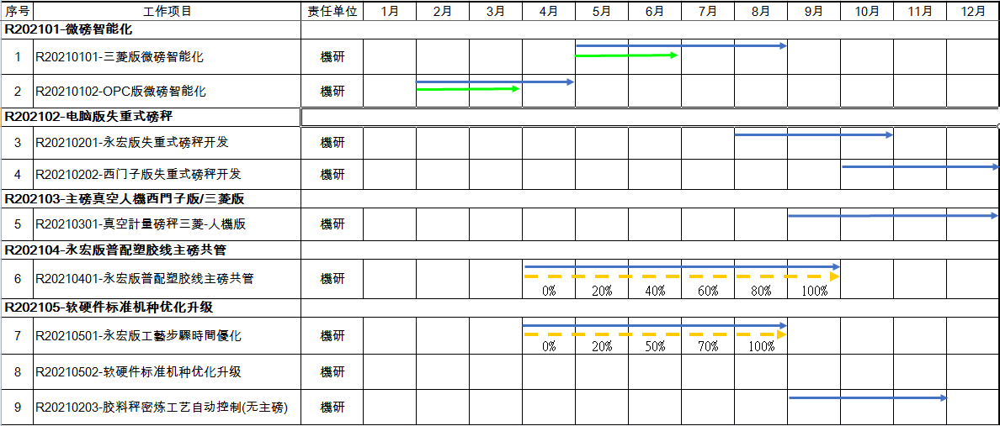 序号 工作项目 责任单位 1月 2月 3月 4月 5月 6月 7月 8月 9月 10月 11月 12月
R202101-微磅智能化
1 R20210101-三菱版微磅智能化 機研
2 R20210102-OPC版微磅智能化 機研
R202102-电脑版失重式磅秤
3 R20210201-永宏版失重式磅秤开发 機研
4 R20210202-西门子版失重式磅秤开发 機研
R202103-主磅真空人機西門子版/三菱版
5 R20210301-真空計量磅秤三菱-人機版 機研
R202104-永宏版普配塑胶线主磅共管
6 R20210401-永宏版普配塑胶线主磅共管 機研
0% 20% 40% 60% 80% 100%
R202105-软硬件标准机种优化升级
7 R20210501-永宏版工藝步驟時間優化 機研
0% 20% 50% 70% 100%
8 R20210502-软硬件标准机种优化升级 機研
9 R20210203-胶料秤密炼工艺自动控制(无主磅) 機研